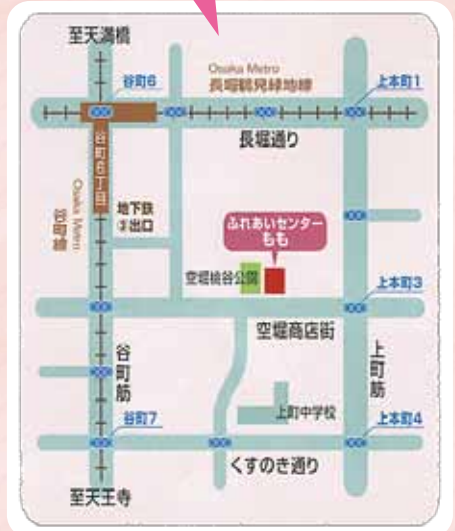 至天満橋
谷町6
Osaka Metro
長堀鶴見緑地線
上本町1
長堀通り
谷町6丁目
Osaka Metro
谷町線
地下鉄
③出口
ふれあいセンター
もも
空堀桃谷公園
上本町3
空堀商店街
谷町筋
上町筋
上町中学校
谷町7
上本町4
くすのき通り
至天王寺